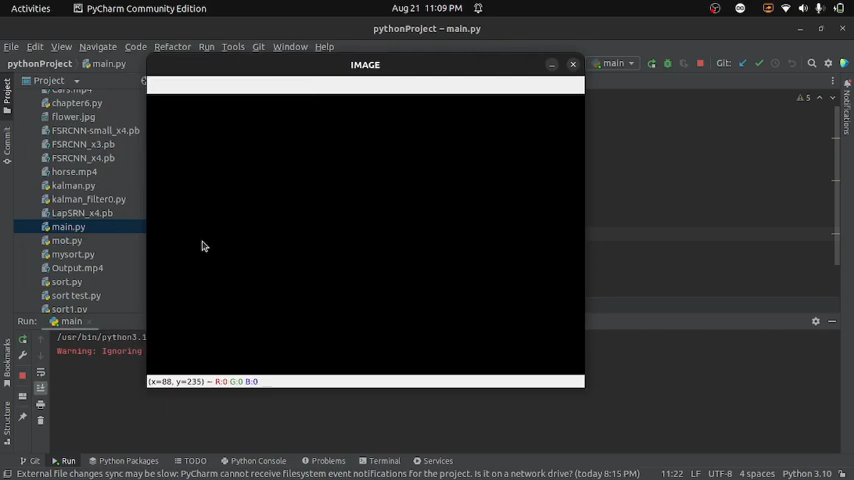 Activities PyCharm Community Edition Aug 21 11:09 PM
pythonProject – main.py
File Edit View Navigate Code Refactor Run Tools Git Window Help
pythonProject main.py main Git:
IMAGE
Project
Project
Cars.mp4
chapter6.py
flower.jpg
FSRCNN-small_x4.pb
FSRCNN_x3.pb
FSRCNN_x4.pb
horse.mp4
kalman.py
kalman_filter0.py
LapSRN_x4.pb
main.py
mot.py
mysort.py
Output.mp4
sort.py
sort test.py
sort1.py
5
Notifications
Commit
Run: main
/usr/bin/python3.1
Warning: Ignoring
(x=88, y=235) ~ R:0 G:0 B:0
Bookmarks
Structure
Git Run Python Packages TODO Python Console Problems Terminal Services
External file changes sync may be slow: PyCharm cannot receive filesystem event notifications for the project. Is it on a network drive? (today 8:15 PM) 11:22 LF UTF-8 4 spaces Python 3.10